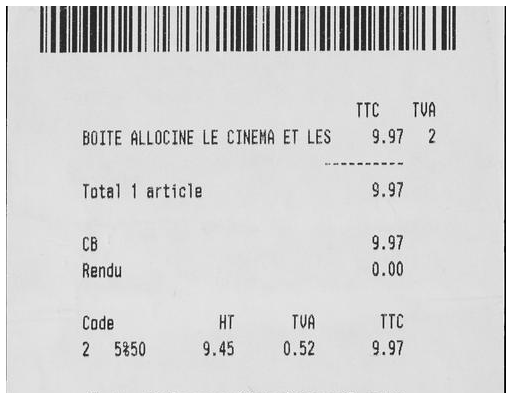 TTC TVA
BOITE ALLOCINE LE CINEMA ET LES 9.97 2
-----------
Total 1 article 9.97
CB 9.97
Rendu 0.00
Code HT TVA TTC
2 5%50 9.45 0.52 9.97